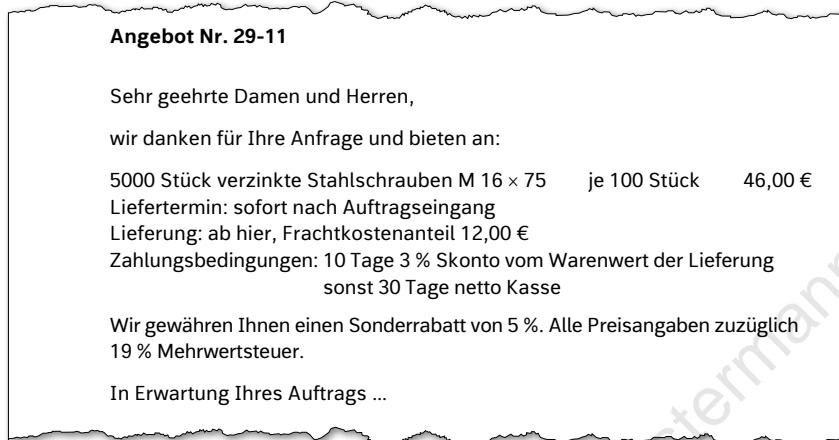 Angebot Nr. 29-11
Sehr geehrte Damen und Herren,
wir danken für Ihre Anfrage und bieten an:
5000 Stück verzinkte Stahlschrauben M 16 × 75 je 100 Stück 46,00 €
Liefertermin: sofort nach Auftragseingang
Lieferung: ab hier, Frachtkostenanteil 12,00 €
Zahlungsbedingungen: 10 Tage 3 % Skonto vom Warenwert der Lieferung
sonst 30 Tage netto Kasse
Wir gewähren Ihnen einen Sonderrabatt von 5 %. Alle Preisangaben zuzüglich
19 % Mehrwertsteuer.
In Erwartung Ihres Auftrags ...